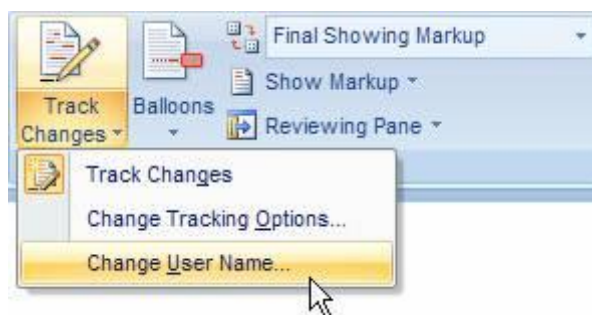 Final Showing Markup
Show Markup
Reviewing Pane
Track
Changes
Balloons
Track Changes
Change Tracking Options...
Change User Name...